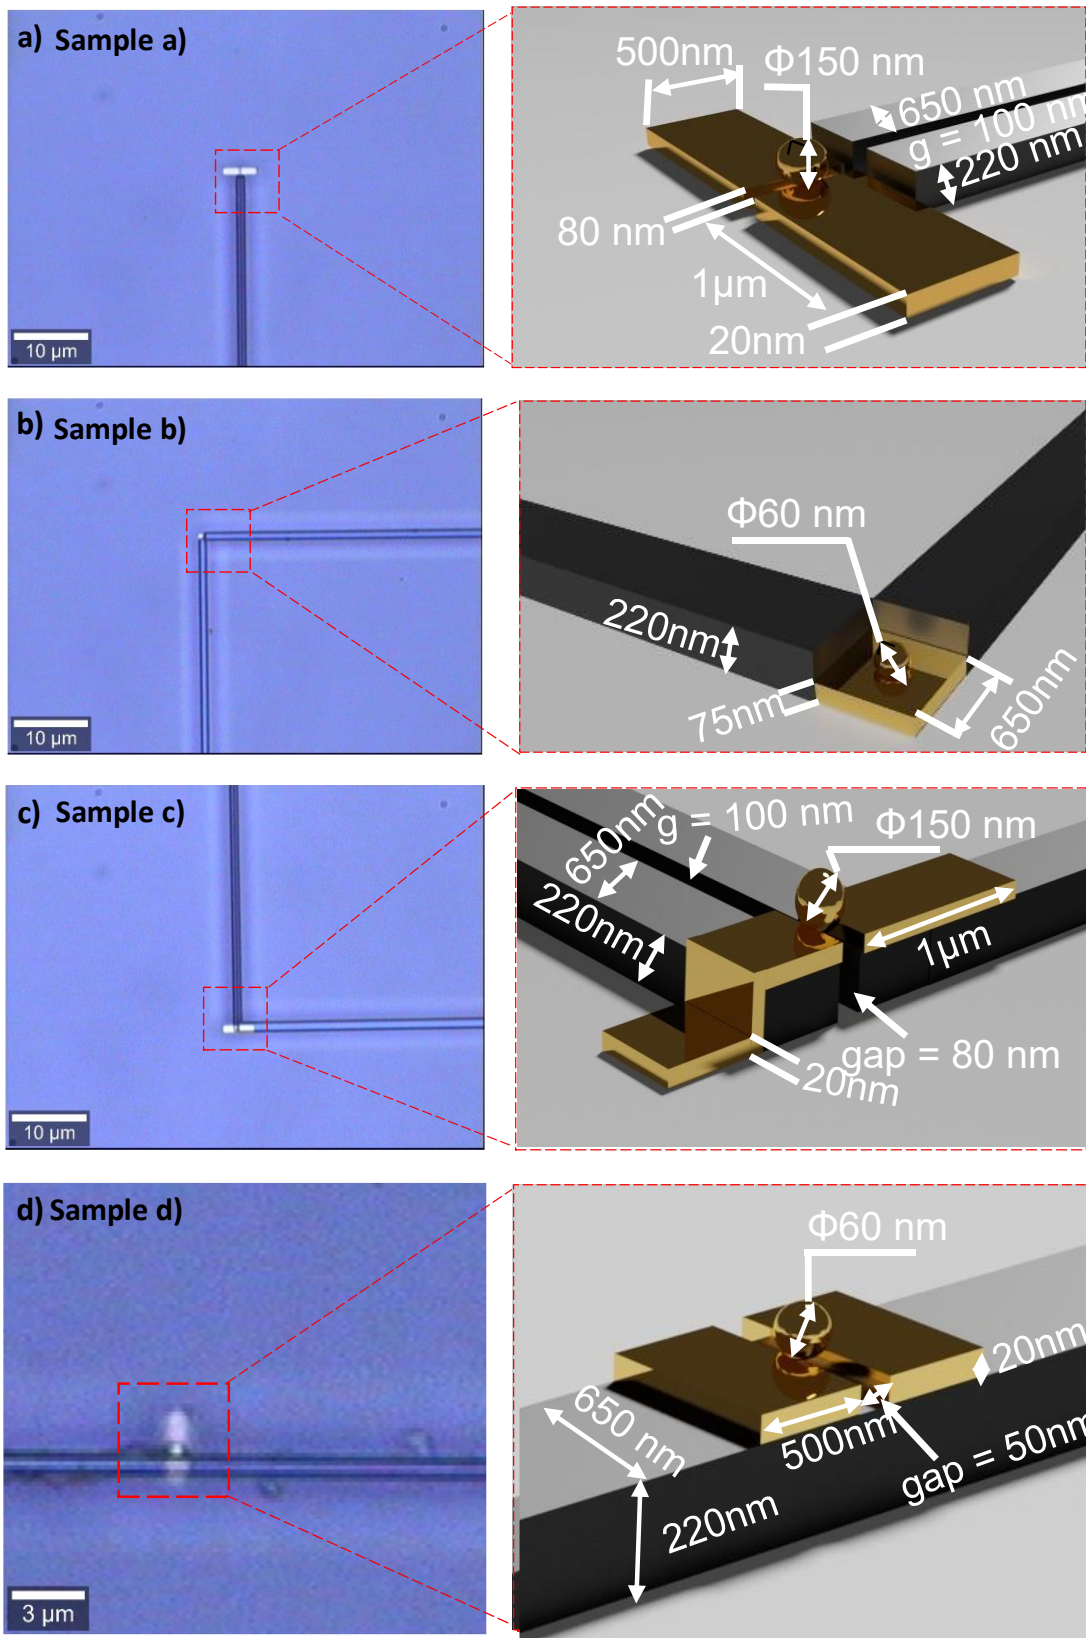 a) Sample a)
10 µm
500nm
Φ150 nm
650 nm
g = 100 nm
220 nm
80 nm
1µm
20nm
b) Sample b)
10 µm
Φ60 nm
220nm
75nm
650nm
c) Sample c)
10 µm
650nm
g = 100 nm
Φ150 nm
220nm
1µm
gap = 80 nm
20nm
d) Sample d)
3 µm
Φ60 nm
20nm
650 nm
500nm
gap = 50nm
220nm